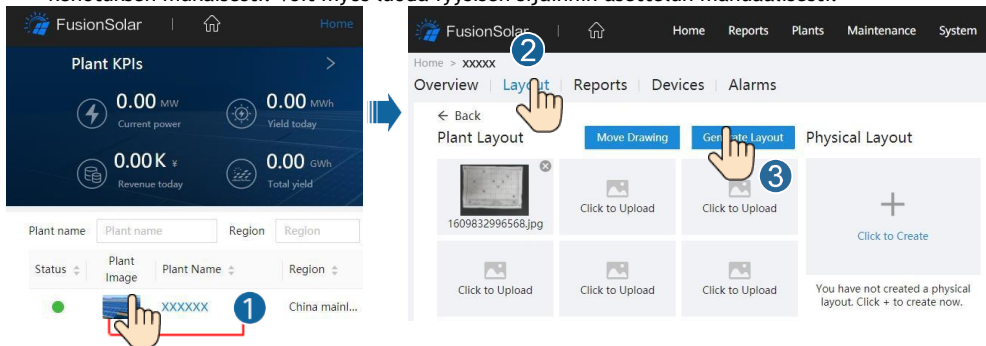 FusionSolar
Home
Plant KPIs >
0.00 MW
Current power
0.00 MWh
Yield today
0.00K ¥
Revenue today
0.00 GWh
Total yield
Plant name Plant name Region Region
Status Plant Image Plant Name Region
XXXXXX 1 China mainl...
FusionSolar
Home Reports Plants Maintenance System
Home > xxxxx
2
Overview Layout Reports Devices Alarms
← Back
Plant Layout Move Drawing Generate Layout Physical Layout
3
1609832996568.jpg
Click to Upload
Click to Upload
Click to Upload
Click to Upload
Click to Upload
+
Click to Create
You have not created a physical
layout. Click + to create now.